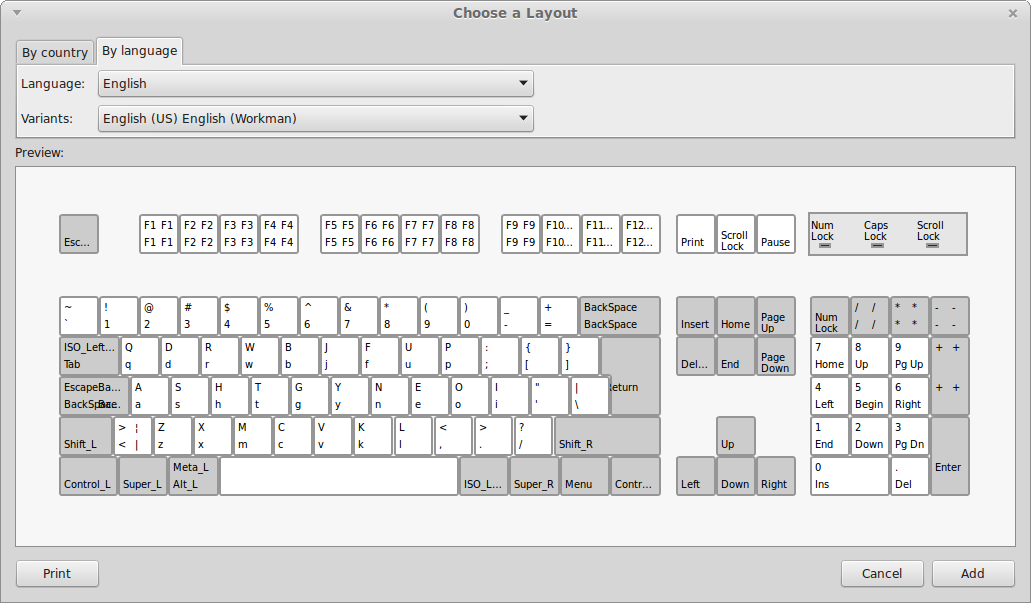 Choose a Layout
By country By language
Language: English
Variants: English (US) English (Workman)
Preview:
Esc... F1 F1 F2 F2 F3 F3 F4 F4 F5 F5 F6 F6 F7 F7 F8 F8 F9 F9 F10... F11... F12... Print Scroll Lock Pause Num Lock Caps Lock Scroll Lock
F1 F1 F2 F2 F3 F3 F4 F4 F5 F5 F6 F6 F7 F7 F8 F8 F9 F9 F10... F11... F12...
~ ! @ # $ % ^ & * ( ) _ + BackSpace Insert Home Page Up Num Lock / / * * - -
` 1 2 3 4 5 6 7 8 9 0 - = BackSpace / / * * - -
ISO_Left... Q D R W B J F U P : { } Del... End Page Down 7 8 9 + +
Tab q d r w b j f u p ; [ ] Home Up Pg Up
EscapeBa... A S H T G Y N E O I " | Return 4 5 6 + +
BackSpace a s h t g y n e o i ' \ Left Begin Right
Shift_L > ¦ Z X M C V K L < > ? Shift_R Up 1 2 3
< | z x m c v k l , . / End Down Pg Dn
Control_L Super_L Meta_L ISO_L... Super_R Menu Contr... Left Down Right 0 . Enter
Alt_L Ins Del
Print Cancel Add